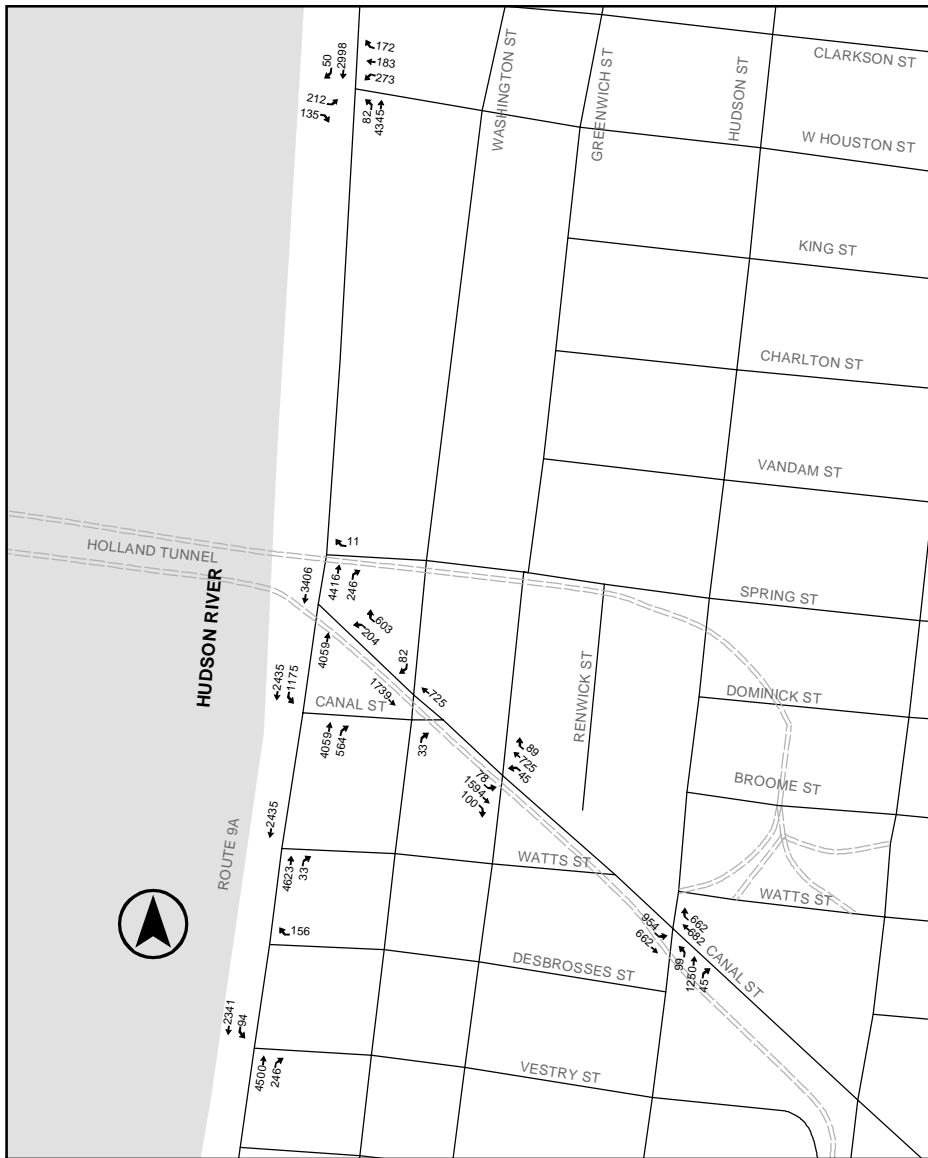 CLARKSON ST
WASHINGTON ST
GREENWICH ST
HUDSON ST
50
2998
172
183
273
212
135
82
4345
W HOUSTON ST
KING ST
CHARLTON ST
VANDAM ST
HOLLAND TUNNEL
11
3406
4416
246
HUDSON RIVER
SPRING ST
603
204
4059
82
2435
1175
1739
725
CANAL ST
RENWICK ST
DOMINICK ST
4059
564
33
89
725
45
78
1594
100
BROOME ST
2435
ROUTE 9A
4623
33
WATTS ST
WATTS ST
156
954
662
662
682
99
1250
45
CANAL ST
DESBROSSES ST
2341
94
4500
246
VESTRY ST